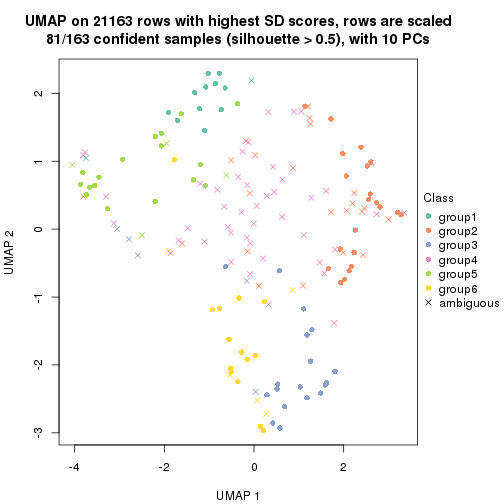 UMAP on 21163 rows with highest SD scores, rows are scaled
81/163 confident samples (silhouette > 0.5), with 10 PCs
2
1
0
-1
-2
-3
UMAP 2
-4
-2
0
2
UMAP 1
Class
group1
group2
group3
group4
group5
group6
ambiguous